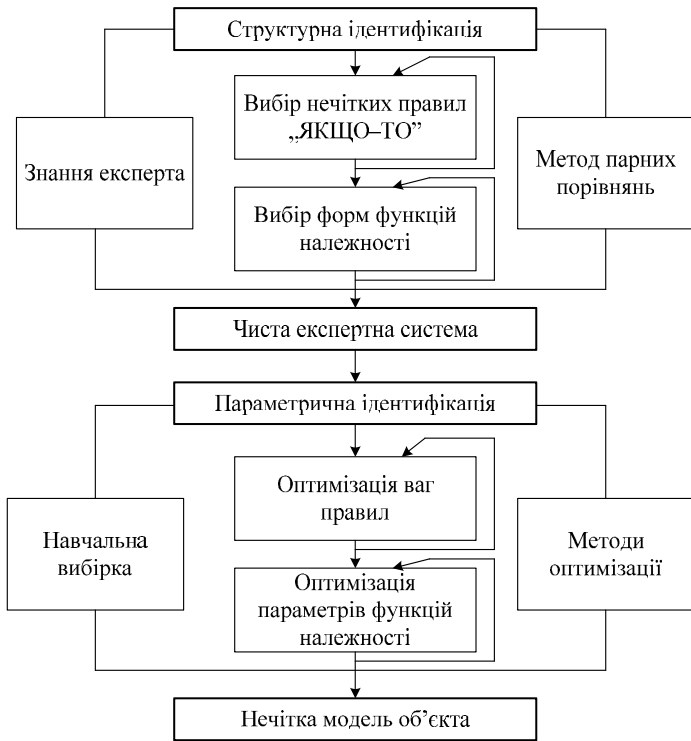 Структурна ідентифікація
Вибір нечітких правил
„ЯКЩО–ТО”
Знання експерта
Метод парних
порівнянь
Вибір форм функцій
належності
Чиста експертна система
Параметрична ідентифікація
Оптимізація ваг
правил
Навчальна
вибірка
Методи
оптимізації
Оптимізація
параметрів функцій
належності
Нечітка модель об’єкта